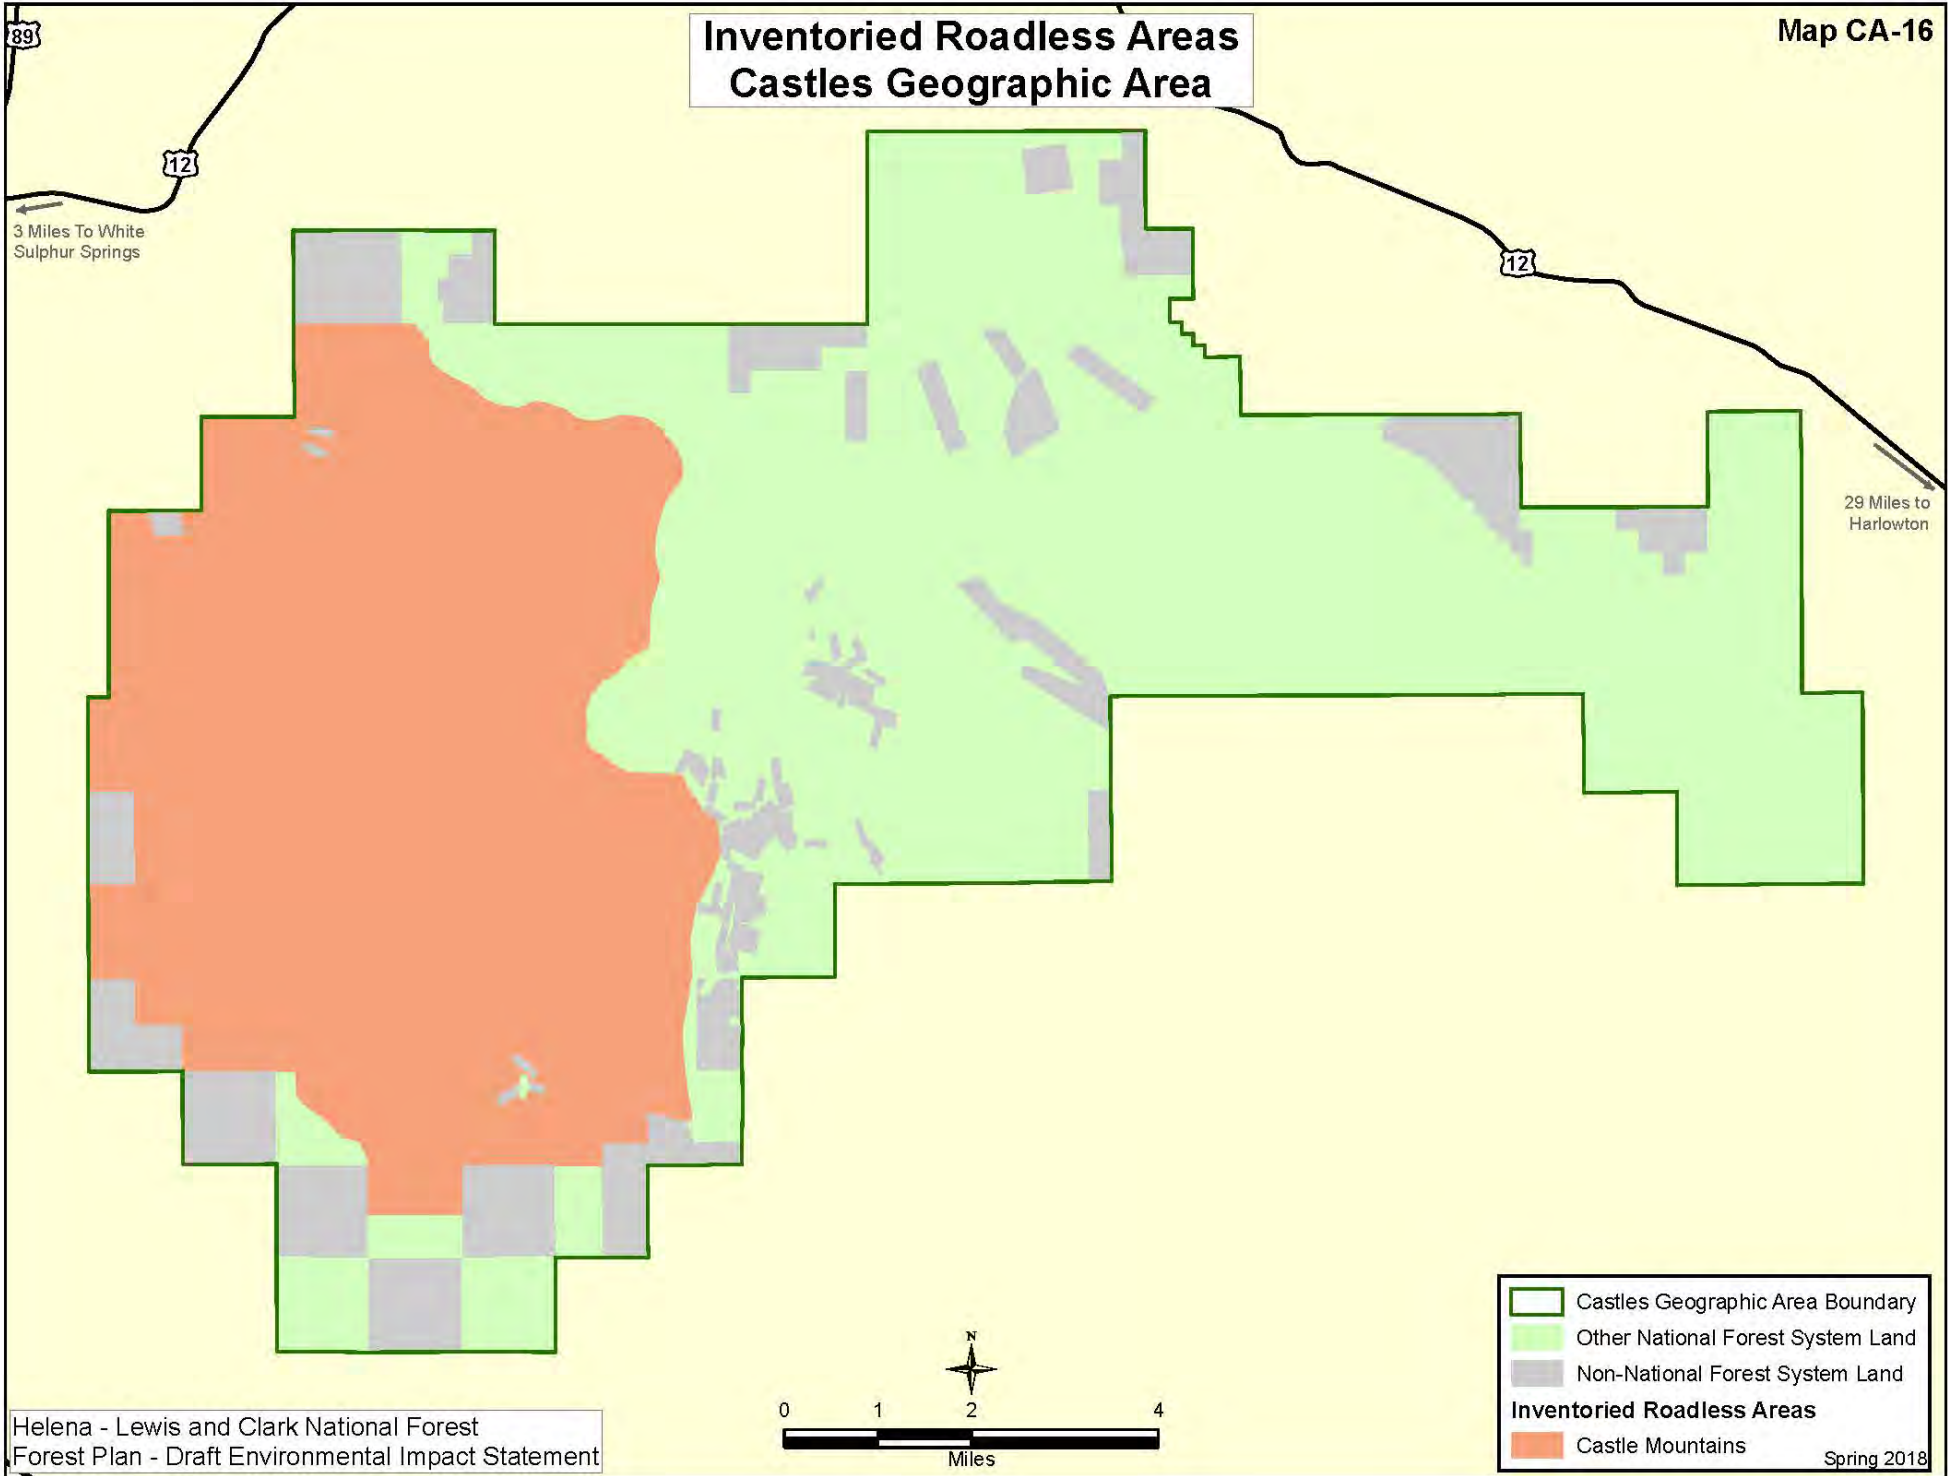 89
Inventoried Roadless Areas
Castles Geographic Area
Map CA-16
12
3 Miles To White
Sulphur Springs
12
29 Miles to
Harlowton
N
0 1 2 4
Miles
Castles Geographic Area Boundary
Other National Forest System Land
Non-National Forest System Land
Inventoried Roadless Areas
Castle Mountains
Spring 2018
Helena - Lewis and Clark National Forest
Forest Plan - Draft Environmental Impact Statement